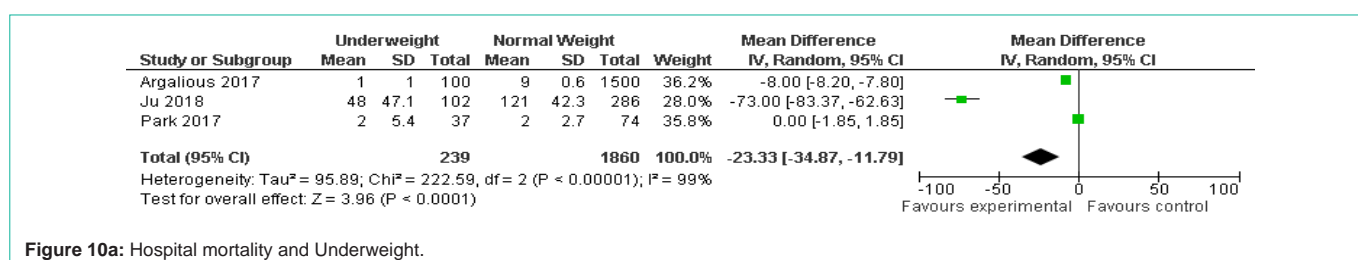 Underweight Normal Weight Mean Difference Mean Difference
Study or Subgroup Mean SD Total Mean SD Total Weight IV, Random, 95% CI IV, Random, 95% CI
Argalious 2017 1 1 100 9 0.6 1500 36.2% -8.00 [-8.20, -7.80]
Ju 2018 48 47.1 102 121 42.3 286 28.0% -73.00 [-83.37, -62.63]
Park 2017 2 5.4 37 2 2.7 74 35.8% 0.00 [-1.85, 1.85]
Total (95% CI) 239 1860 100.0% -23.33 [-34.87, -11.79]
Heterogeneity: Tau² = 95.89; Chi² = 222.59, df = 2 (P < 0.00001); I² = 99%
Test for overall effect: Z = 3.96 (P < 0.0001)
-100 -50 0 50 100
Favours experimental Favours control
Figure 10a: Hospital mortality and Underweight.